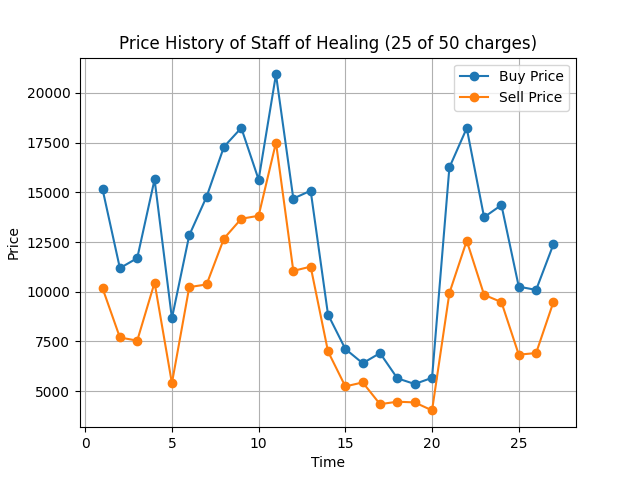 Price History of Staff of Healing (25 of 50 charges)
Buy Price
Sell Price
20000
17500
15000
12500
10000
7500
5000
Price
0 5 10 15 20 25
Time